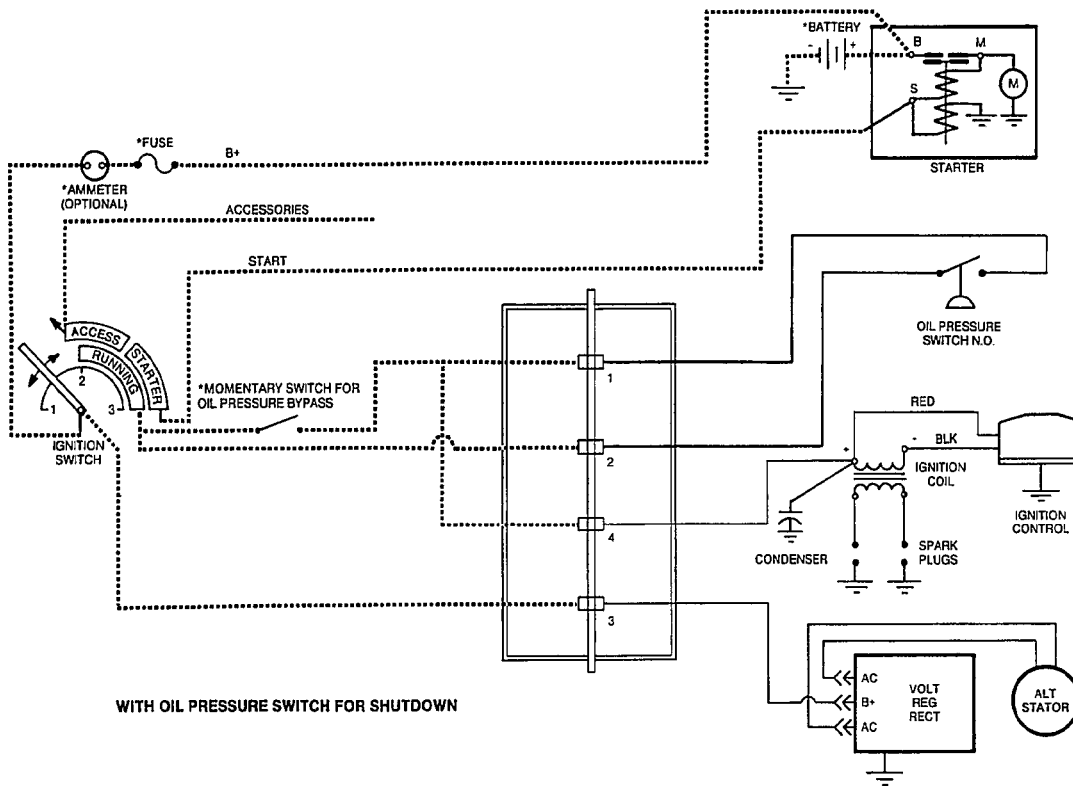 *BATTERY
- +
B
M
M
S
STARTER
*FUSE
B+
*AMMETER
(OPTIONAL)
ACCESSORIES
START
OIL PRESSURE
SWITCH N.O.
ACCESS
STARTER
RUNNING
1
2
3
IGNITION
SWITCH
*MOMENTARY SWITCH FOR
OIL PRESSURE BYPASS
1
2
4
3
RED
+
-
BLK
IGNITION
COIL
IGNITION
CONTROL
CONDENSER
SPARK
PLUGS
AC
B+
AC
VOLT
REG
RECT
ALT
STATOR
WITH OIL PRESSURE SWITCH FOR SHUTDOWN